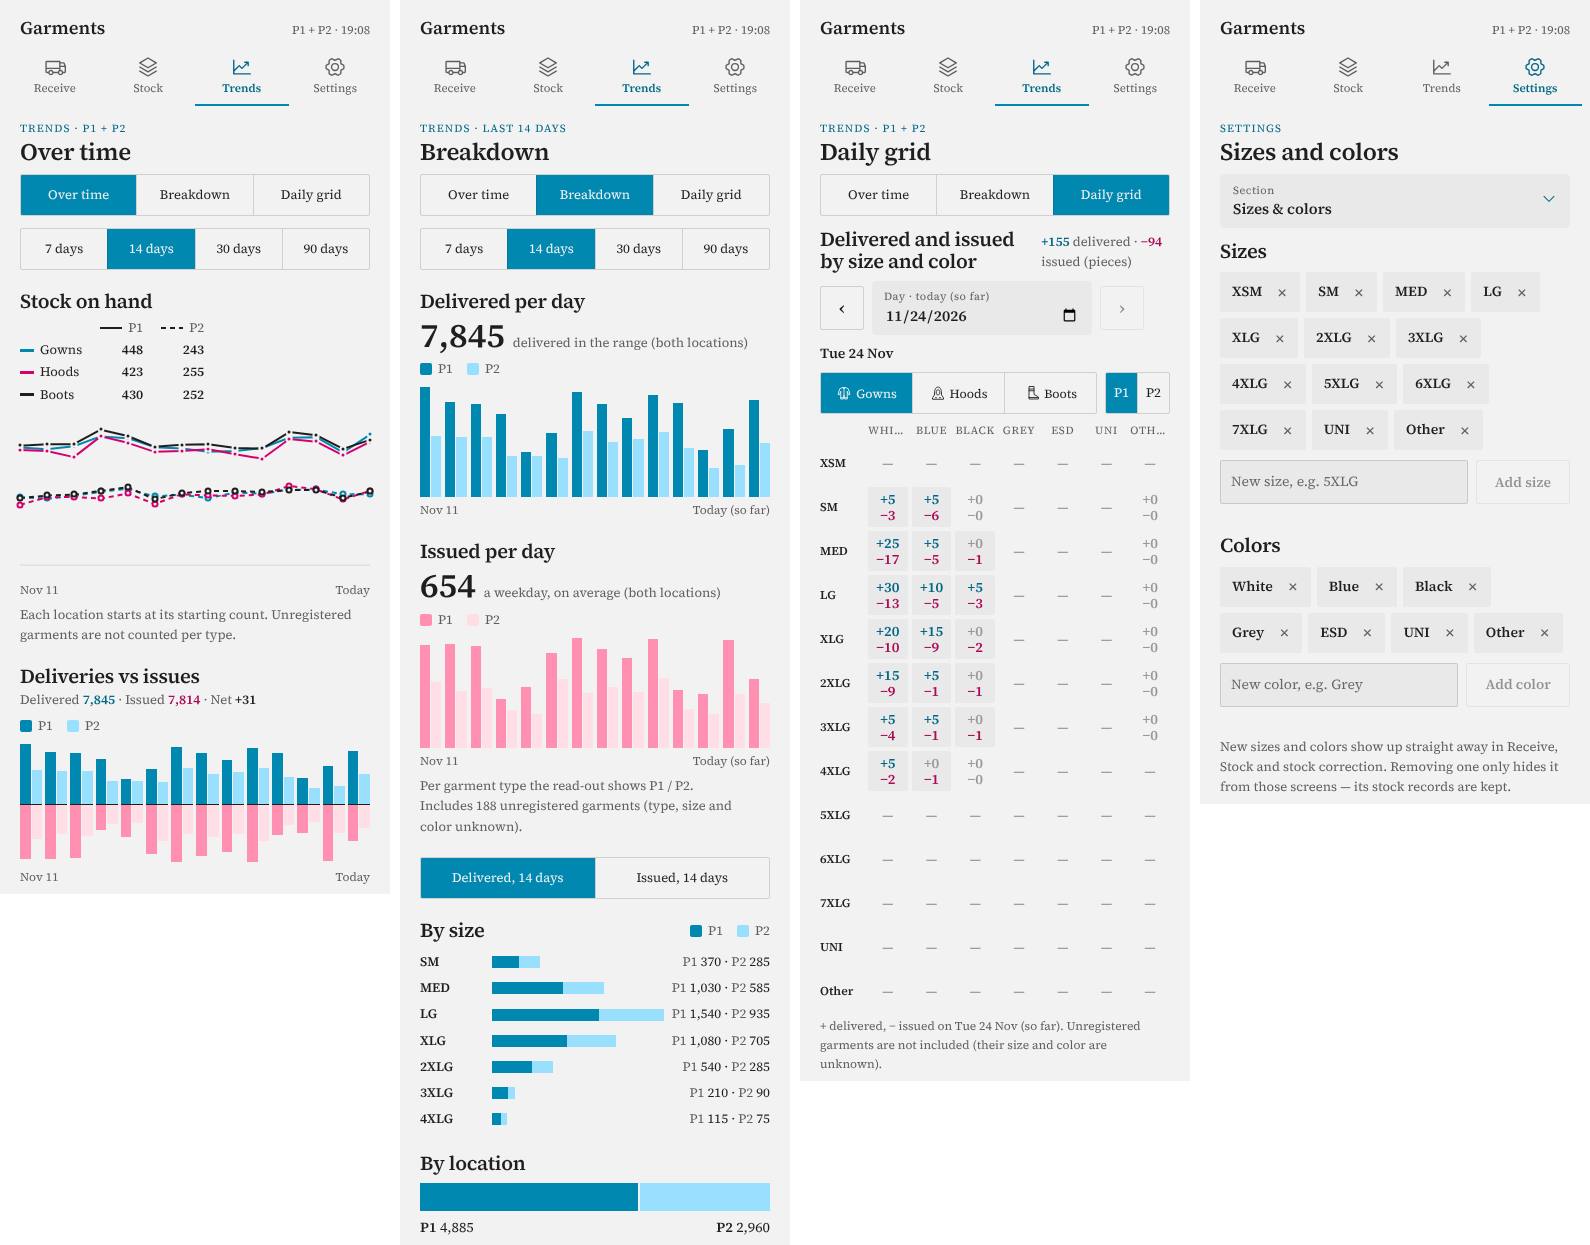 Garments
P1 + P2 · 19:08
Receive
Stock
Trends
Settings
TRENDS · P1 + P2
Over time
Over time
Breakdown
Daily grid
7 days
14 days
30 days
90 days
Stock on hand
P1
P2
Gowns 448 243
Hoods 423 255
Boots 430 252
Nov 11
Today
Each location starts at its starting count. Unregistered
garments are not counted per type.
Deliveries vs issues
Delivered 7,845 · Issued 7,814 · Net +31
P1
P2
Nov 11
Today
Garments
P1 + P2 · 19:08
Receive
Stock
Trends
Settings
TRENDS · LAST 14 DAYS
Breakdown
Over time
Breakdown
Daily grid
7 days
14 days
30 days
90 days
Delivered per day
7,845 delivered in the range (both locations)
P1
P2
Nov 11
Today (so far)
Issued per day
654 a weekday, on average (both locations)
P1
P2
Nov 11
Today (so far)
Per garment type the read-out shows P1 / P2.
Includes 188 unregistered garments (type, size and
color unknown).
Delivered, 14 days
Issued, 14 days
By size
P1
P2
SM P1 370 · P2 285
MED P1 1,030 · P2 585
LG P1 1,540 · P2 935
XLG P1 1,080 · P2 705
2XLG P1 540 · P2 285
3XLG P1 210 · P2 90
4XLG P1 115 · P2 75
By location
P1 4,885
P2 2,960
Garments
P1 + P2 · 19:08
Receive
Stock
Trends
Settings
TRENDS · P1 + P2
Daily grid
Over time
Breakdown
Daily grid
Delivered and issued
by size and color
+155 delivered · −94
issued (pieces)
‹
Day · today (so far)
11/24/2026
›
Tue 24 Nov
Gowns
Hoods
Boots
P1
P2
WHI… BLUE BLACK GREY ESD UNI OTH…
XSM — — — — — — —
SM +5 +5 +0 — — — +0
−3 −6 −0 −0
MED +25 +5 +0 — — — +0
−17 −5 −1 −0
LG +30 +10 +5 — — — +0
−13 −5 −3 −0
XLG +20 +15 +0 — — — +0
−10 −9 −2 −0
2XLG +15 +5 +0 — — — +0
−9 −1 −1 −0
3XLG +5 +5 +0 — — — +0
−4 −1 −1 −0
4XLG +5 +0 +0 — — — —
−2 −1 −0
5XLG — — — — — — —
6XLG — — — — — — —
7XLG — — — — — — —
UNI — — — — — — —
Other — — — — — — —
+ delivered, − issued on Tue 24 Nov (so far). Unregistered
garments are not included (their size and color are
unknown).
Garments
P1 + P2 · 19:08
Receive
Stock
Trends
Settings
SETTINGS
Sizes and colors
Section
Sizes & colors
Sizes
XSM × SM × MED × LG ×
XLG × 2XLG × 3XLG ×
4XLG × 5XLG × 6XLG ×
7XLG × UNI × Other ×
New size, e.g. 5XLG
Add size
Colors
White × Blue × Black ×
Grey × ESD × UNI × Other ×
New color, e.g. Grey
Add color
New sizes and colors show up straight away in Receive,
Stock and stock correction. Removing one only hides it
from those screens — its stock records are kept.